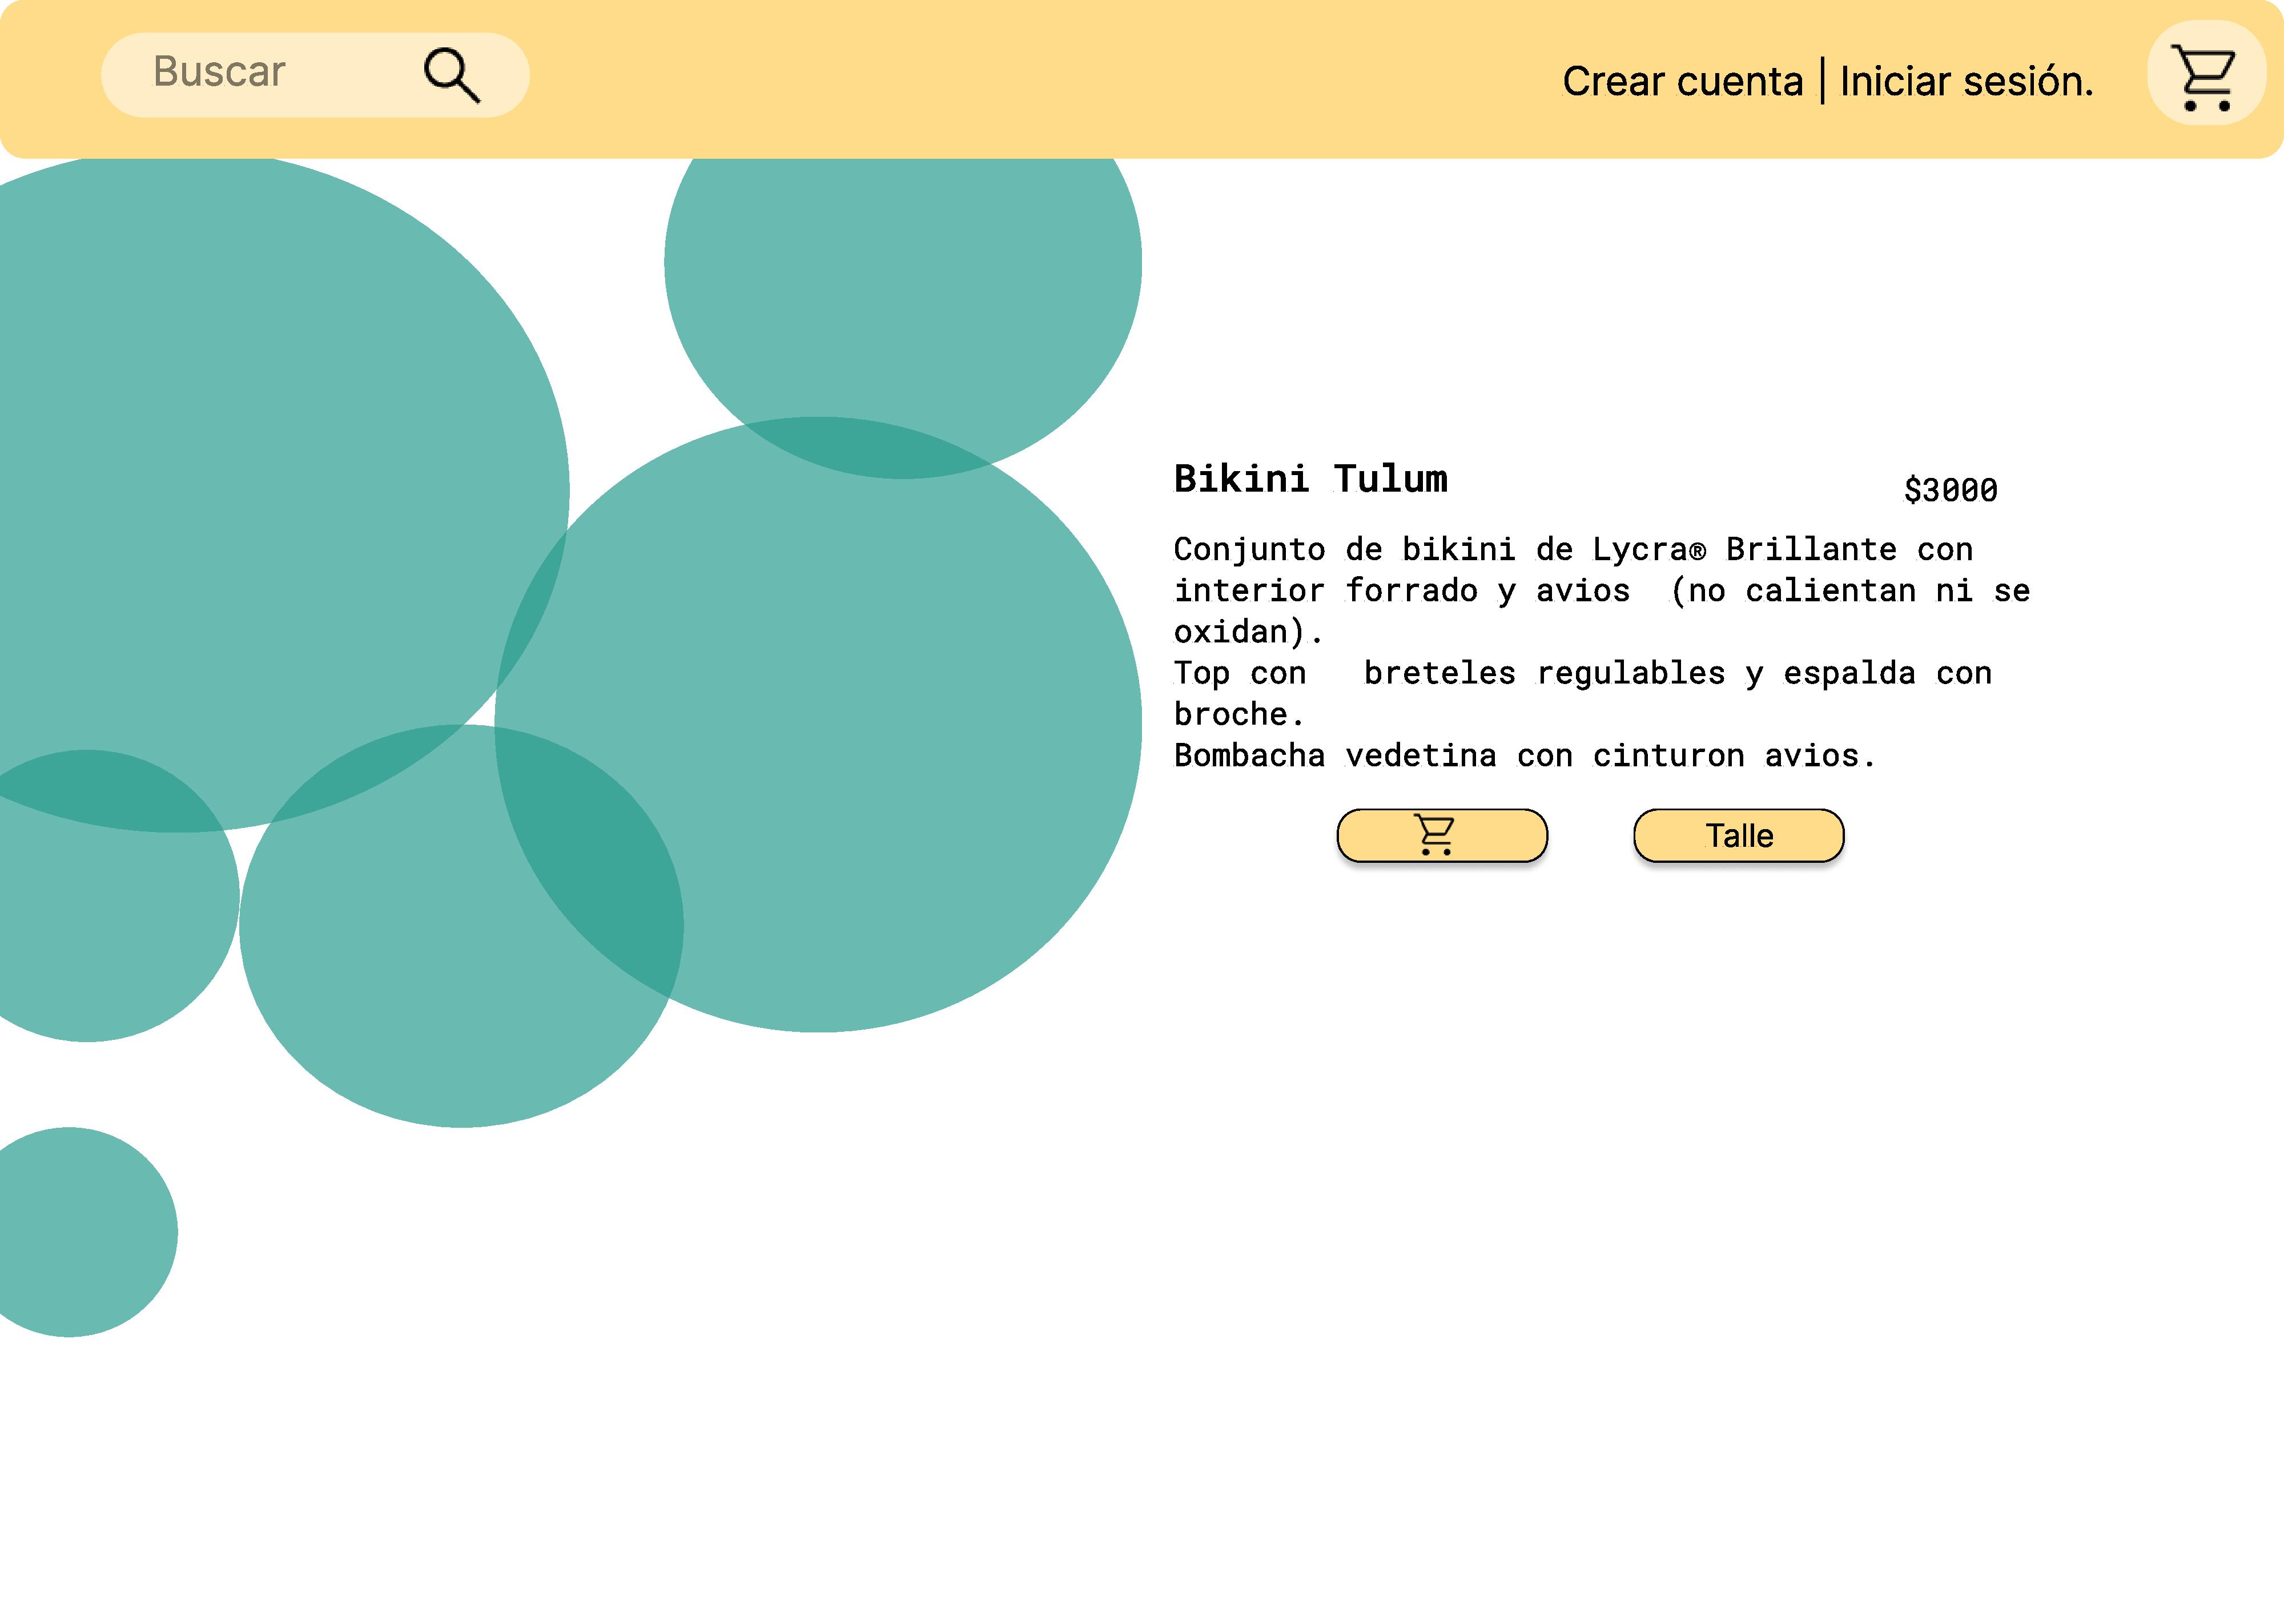 Buscar
Crear cuenta | Iniciar sesión.
Bikini Tulum
$3000
Conjunto de bikini de Lycra® Brillante con
interior forrado y avios  (no calientan ni se
oxidan).
Top con   breteles regulables y espalda con
broche.
Bombacha vedetina con cinturon avios.
Talle